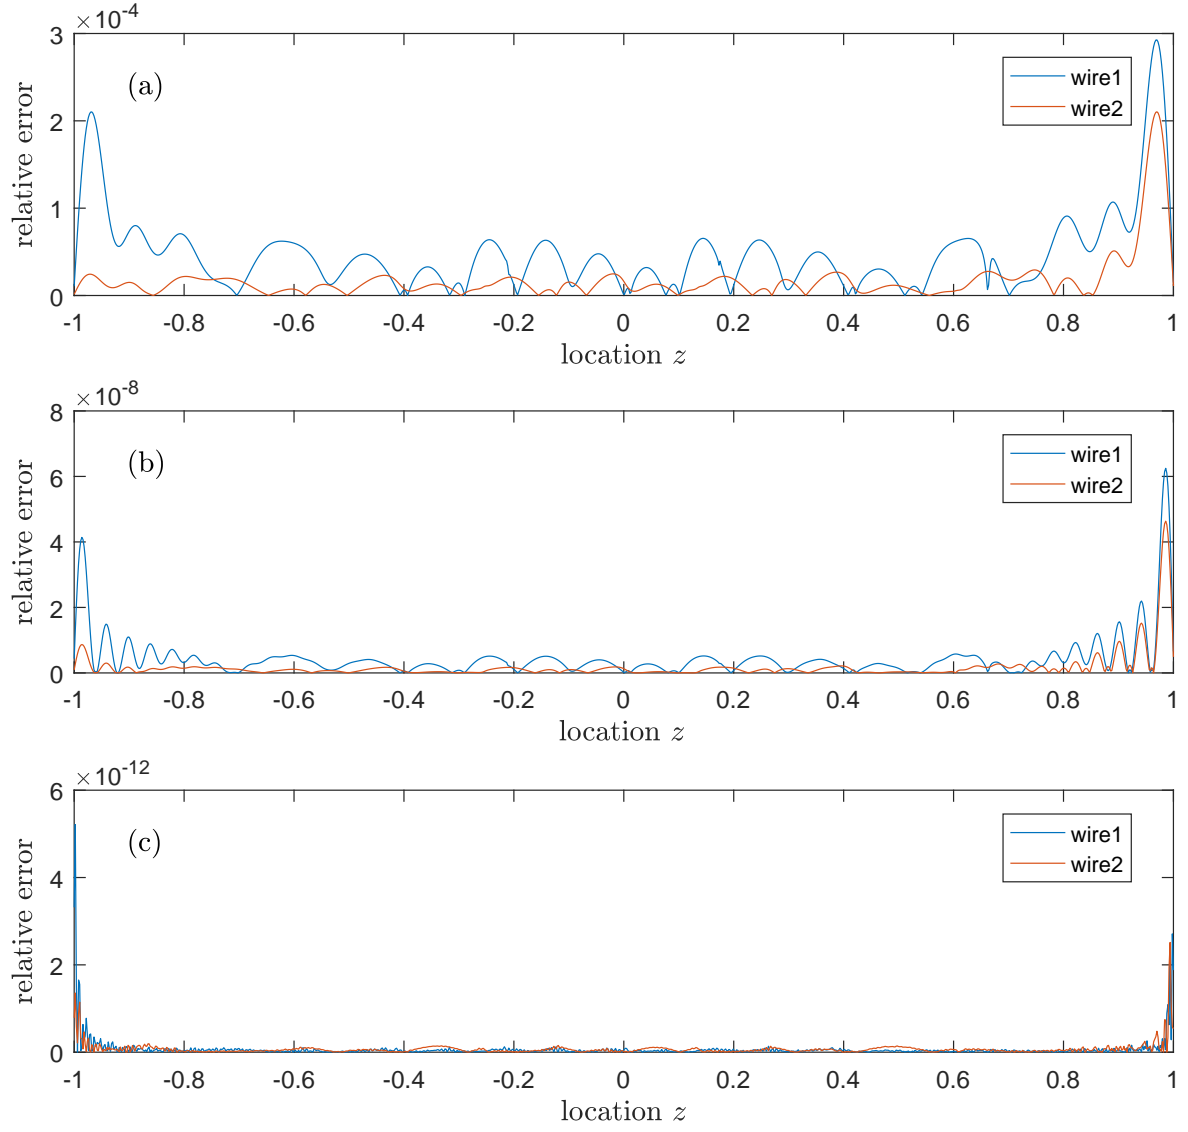 ×10-4
3
2
1
0
relative error
(a)
wire1
wire2
-1 -0.8 -0.6 -0.4 -0.2 0 0.2 0.4 0.6 0.8 1
location z
×10-8
8
6
4
2
0
relative error
(b)
wire1
wire2
-1 -0.8 -0.6 -0.4 -0.2 0 0.2 0.4 0.6 0.8 1
location z
×10-12
6
4
2
0
relative error
(c)
wire1
wire2
-1 -0.8 -0.6 -0.4 -0.2 0 0.2 0.4 0.6 0.8 1
location z